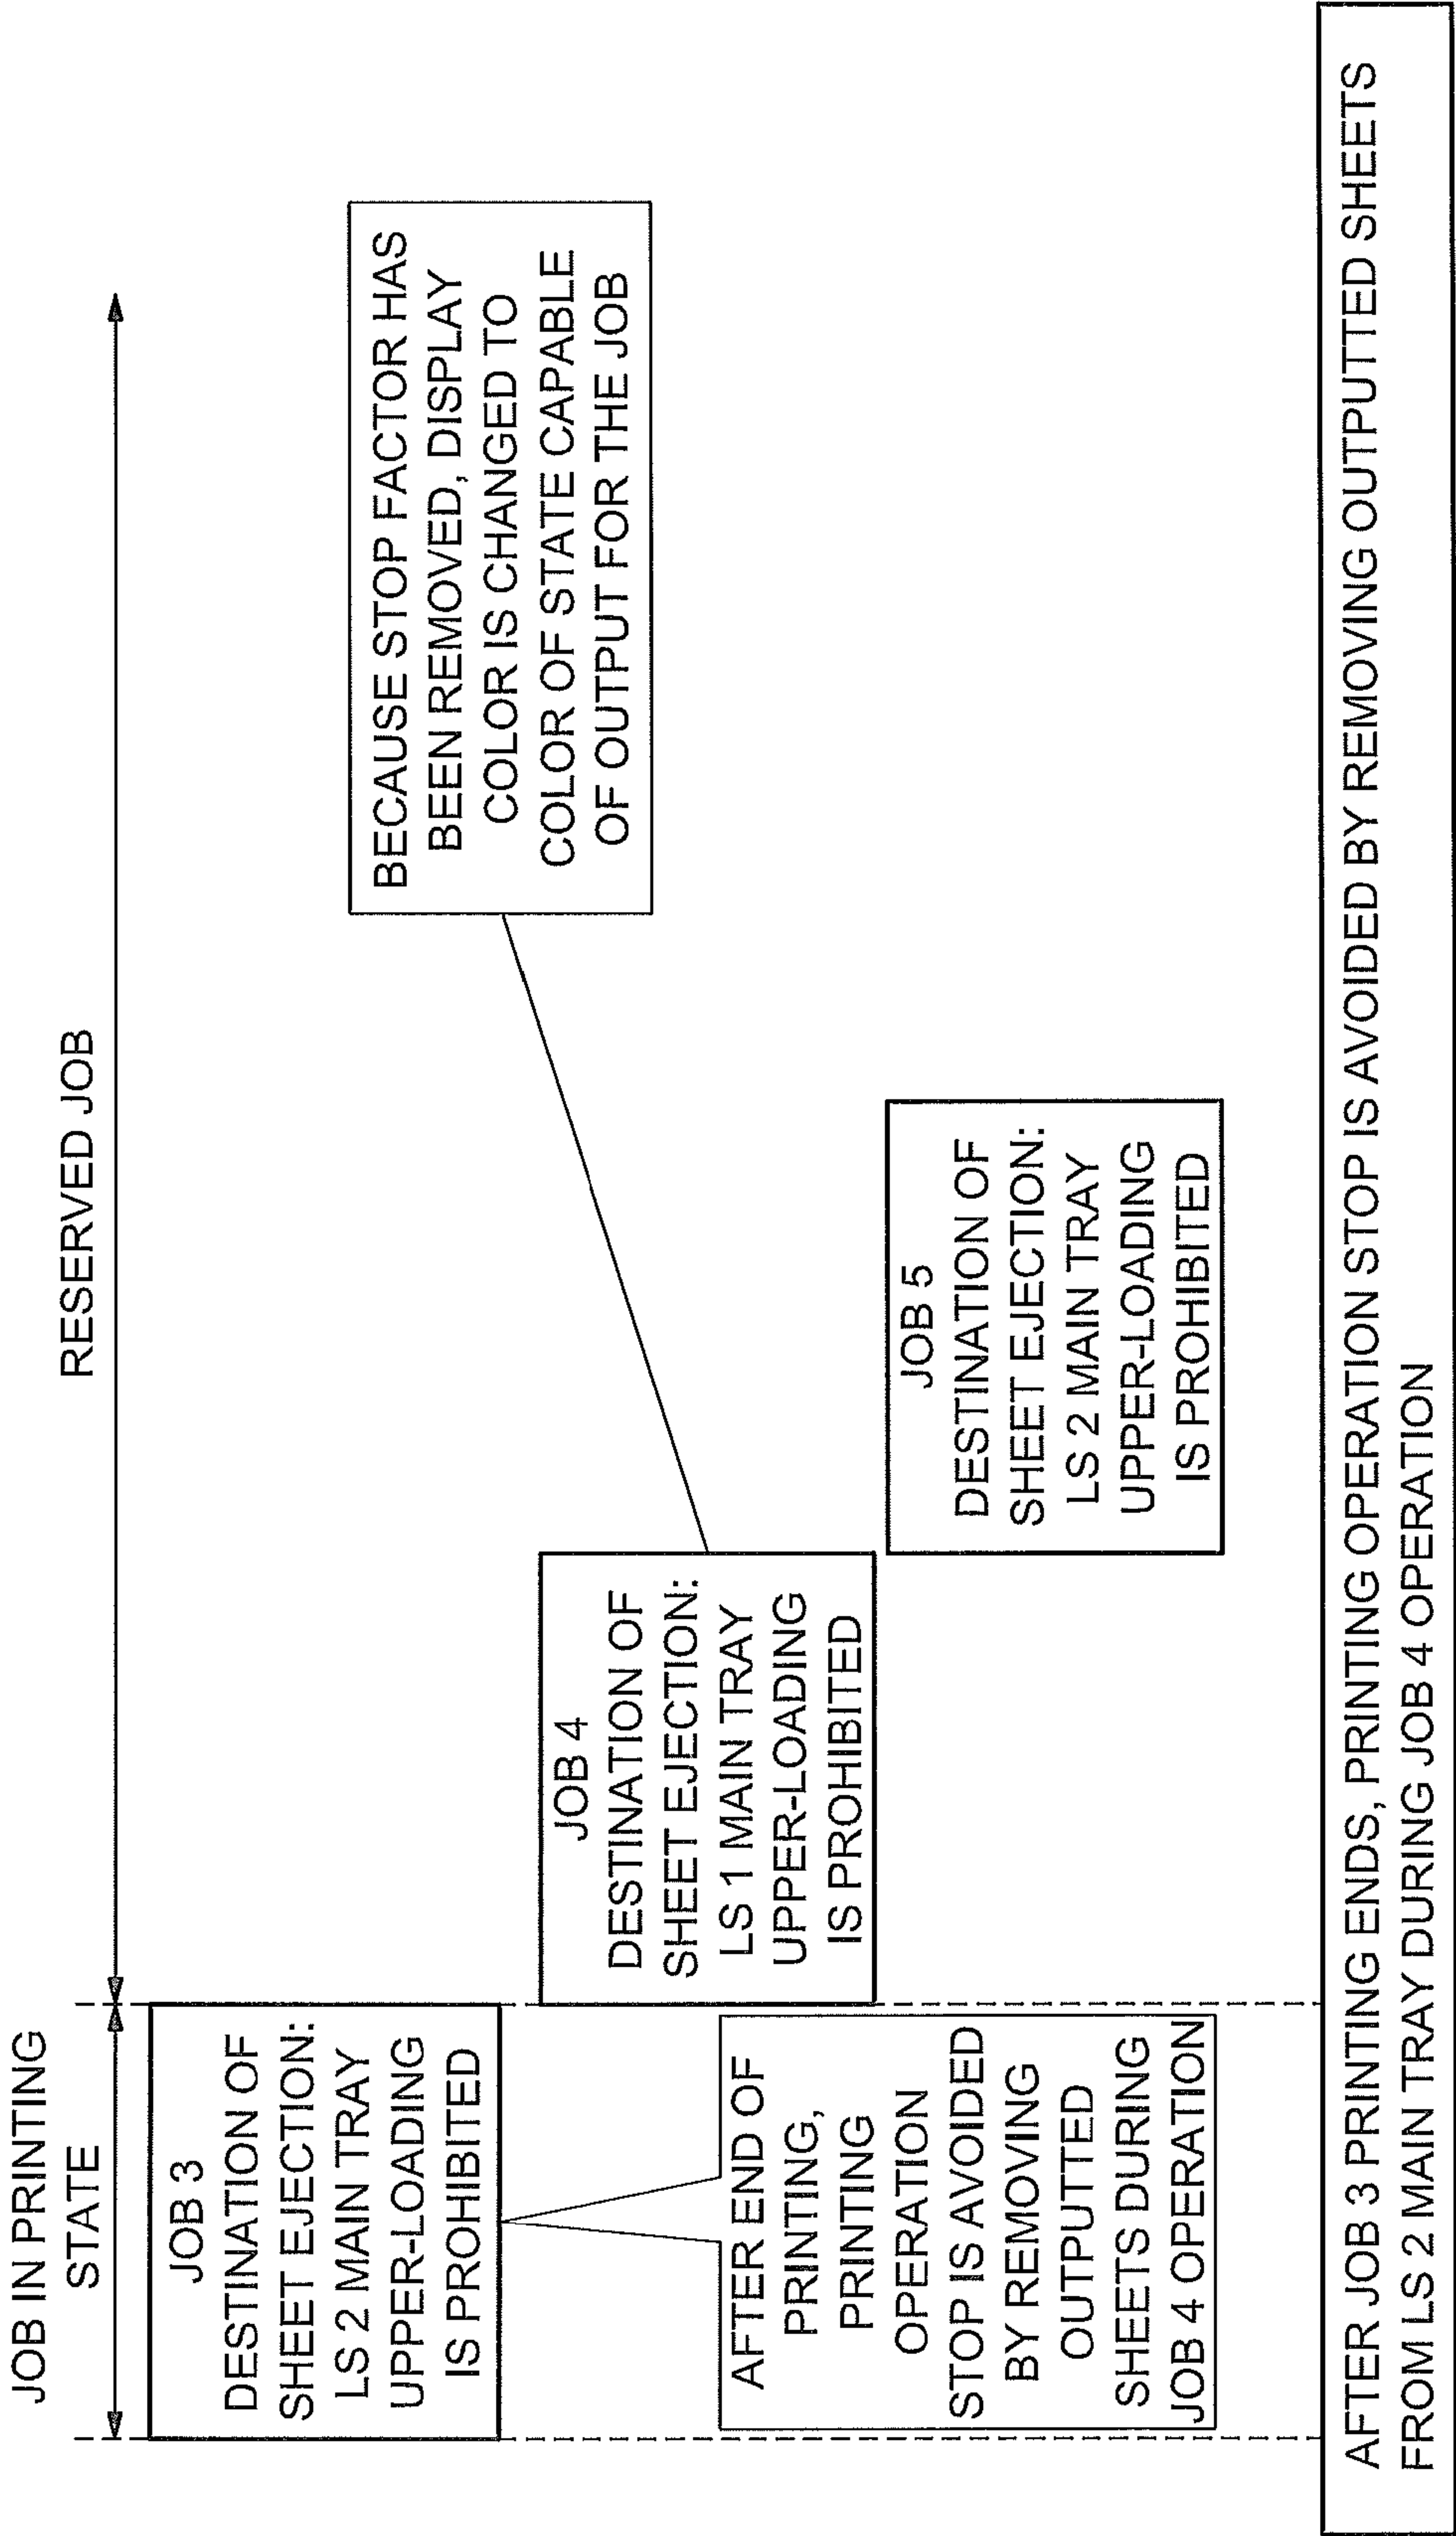 JOB IN PRINTING
STATE
RESERVED JOB
JOB 3
DESTINATION OF
SHEET EJECTION:
LS 2 MAIN TRAY
UPPER-LOADING
IS PROHIBITED
BECAUSE STOP FACTOR HAS
BEEN REMOVED, DISPLAY
COLOR IS CHANGED TO
COLOR OF STATE CAPABLE
OF OUTPUT FOR THE JOB
JOB 4
DESTINATION OF
SHEET EJECTION:
LS 1 MAIN TRAY
UPPER-LOADING
IS PROHIBITED
AFTER END OF
PRINTING,
PRINTING
OPERATION
STOP IS AVOIDED
BY REMOVING
OUTPUTTED
SHEETS DURING
JOB 4 OPERATION
JOB 5
DESTINATION OF
SHEET EJECTION:
LS 2 MAIN TRAY
UPPER-LOADING
IS PROHIBITED
AFTER JOB 3 PRINTING ENDS, PRINTING OPERATION STOP IS AVOIDED BY REMOVING OUTPUTTED SHEETS
FROM LS 2 MAIN TRAY DURING JOB 4 OPERATION